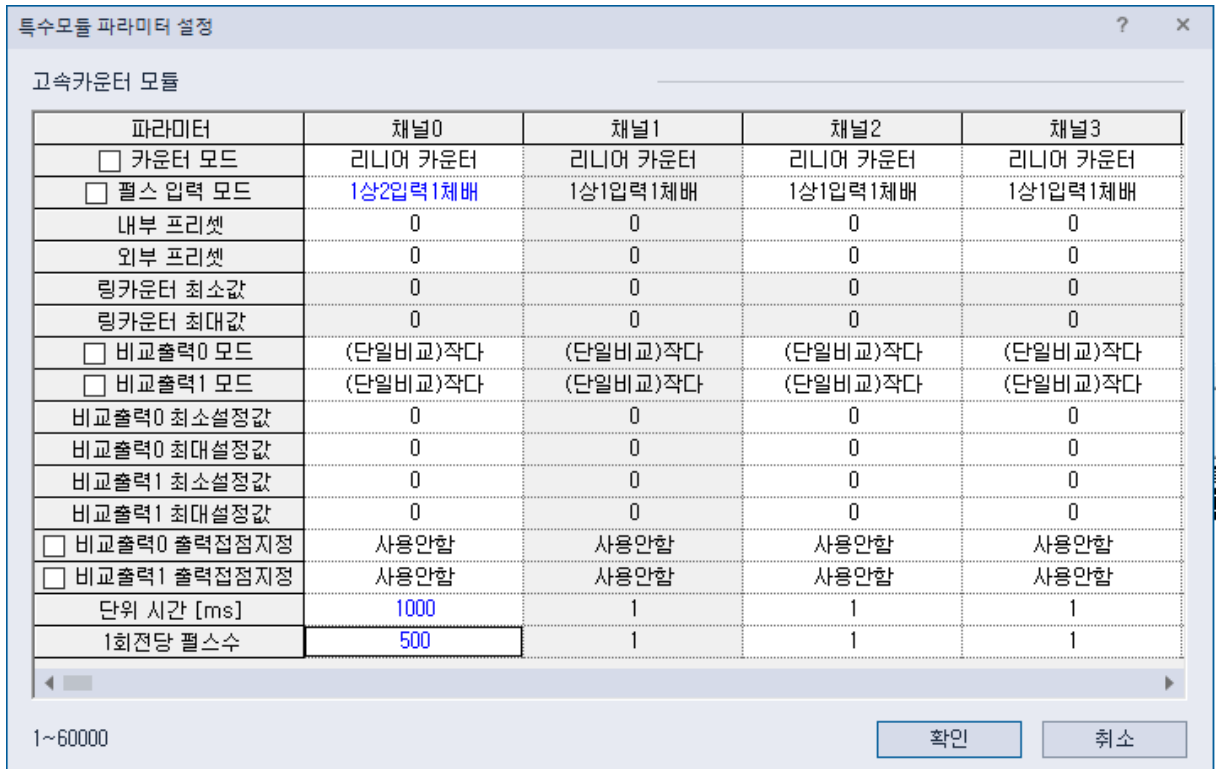 특수모듈 파라미터 설정 ? ×
고속카운터 모듈
파라미터 채널0 채널1 채널2 채널3
카운터 모드 리니어 카운터 리니어 카운터 리니어 카운터 리니어 카운터
펄스 입력 모드 1상2입력1체배 1상1입력1체배 1상1입력1체배 1상1입력1체배
내부 프리셋 0 0 0 0
외부 프리셋 0 0 0 0
링카운터 최소값 0 0 0 0
링카운터 최대값 0 0 0 0
비교출력0 모드 (단일비교)작다 (단일비교)작다 (단일비교)작다 (단일비교)작다
비교출력1 모드 (단일비교)작다 (단일비교)작다 (단일비교)작다 (단일비교)작다
비교출력0 최소설정값 0 0 0 0
비교출력0 최대설정값 0 0 0 0
비교출력1 최소설정값 0 0 0 0
비교출력1 최대설정값 0 0 0 0
비교출력0 출력접점지정 사용안함 사용안함 사용안함 사용안함
비교출력1 출력접점지정 사용안함 사용안함 사용안함 사용안함
단위 시간 [ms] 1000 1 1 1
1회전당 펄스수 500 1 1 1
1~60000 확인 취소